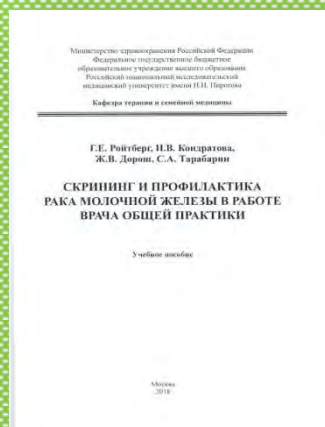 Министерство здравоохранения Российской Федерации
Федеральное государственное бюджетное
образовательное учреждение высшего образования
Российский национальный исследовательский
медицинский университет имени Н.И. Пирогова
Кафедра терапии и семейной медицины
Г.Е. Ройтберг, И.В. Кондратова,
Ж.В. Дорош, С.А. Тарабарин
СКРИНИНГ И ПРОФИЛАКТИКА
РАКА МОЛОЧНОЙ ЖЕЛЕЗЫ В РАБОТЕ
ВРАЧА ОБЩЕЙ ПРАКТИКИ
Учебное пособие
Москва
2018